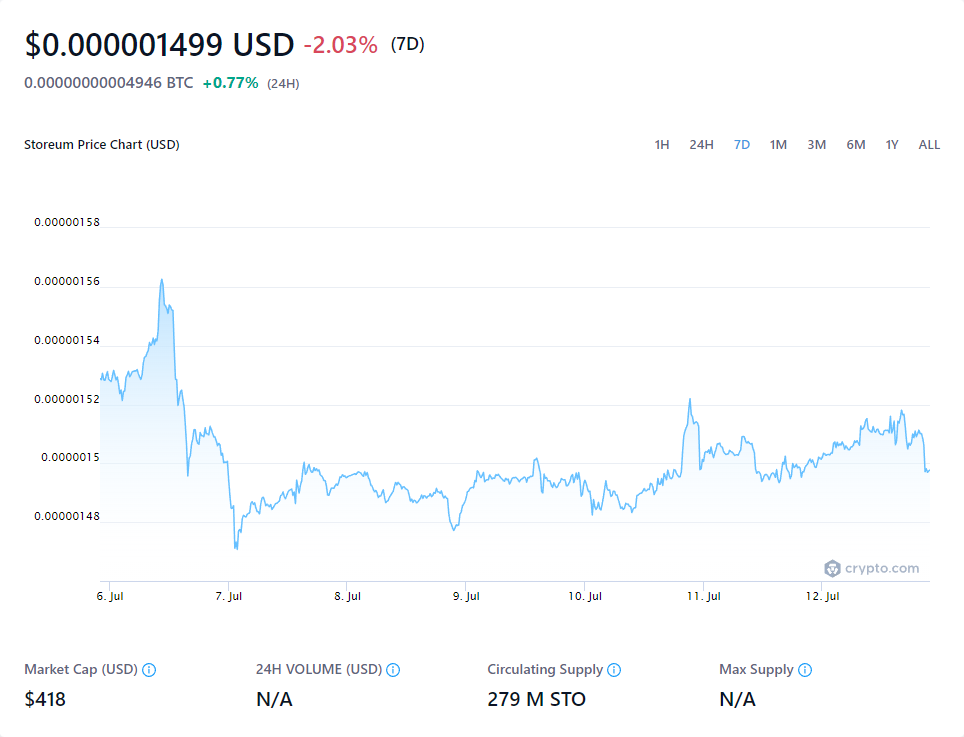 $0.000001499 USD -2.03% (7D)
0.00000000004946 BTC +0.77% (24H)
Storeum Price Chart (USD) 1H 24H 7D 1M 3M 6M 1Y ALL
0.00000158
0.00000156
0.00000154
0.00000152
0.0000015
0.00000148
crypto.com
6. Jul 7. Jul 8. Jul 9. Jul 10. Jul 11. Jul 12. Jul
Market Cap (USD) 24H VOLUME (USD) Circulating Supply Max Supply
$418 N/A 279 M STO N/A